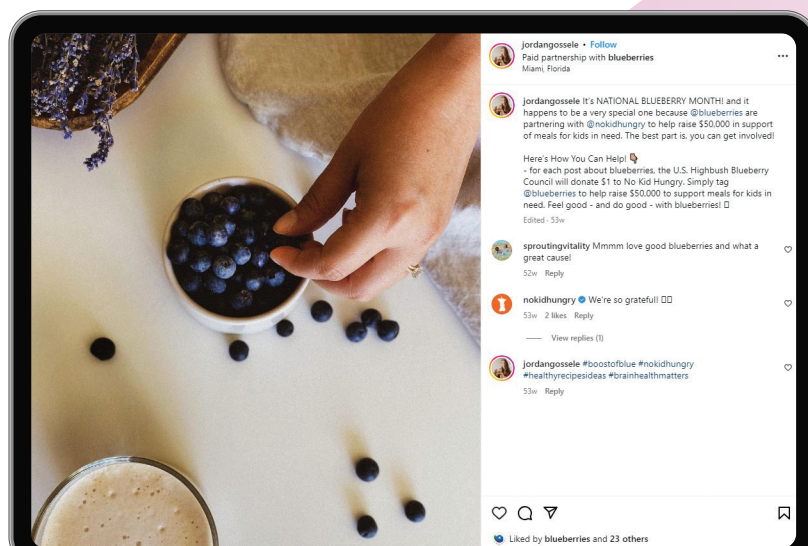 jordangossele • Follow
Paid partnership with blueberries
Miami, Florida
jordangossele It's NATIONAL BLUEBERRY MONTH! and it
happens to be a very special one because @blueberries are
partnering with @nokidhungry to help raise $50,000 in support
of meals for kids in need. The best part is, you can get involved!
Here's How You Can Help! 👇🏽
- for each post about blueberries, the U.S. Highbush Blueberry
Council will donate $1 to No Kid Hungry. Simply tag
@blueberries to help raise $50,000 to support meals for kids in
need. Feel good - and do good - with blueberries! 
Edited · 53w
sproutingvitality Mmmm love good blueberries and what a
great cause!
52w Reply
nokidhungry We're so grateful! 
53w 2 likes Reply
View replies (1)
jordangossele #boostofblue #nokidhungry
#healthyrecipesideas #brainhealthmatters
53w Reply
Liked by blueberries and 23 others